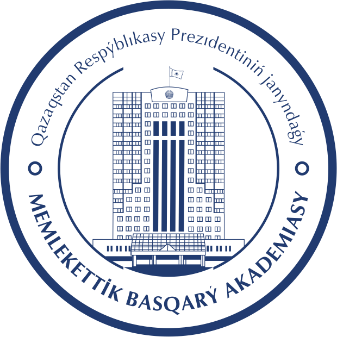 Qazaqstan Respýblıkasy Prezıdentiniń janyndaǵy
MEMLEKETTİK BASQARÝ AKADEMIASY